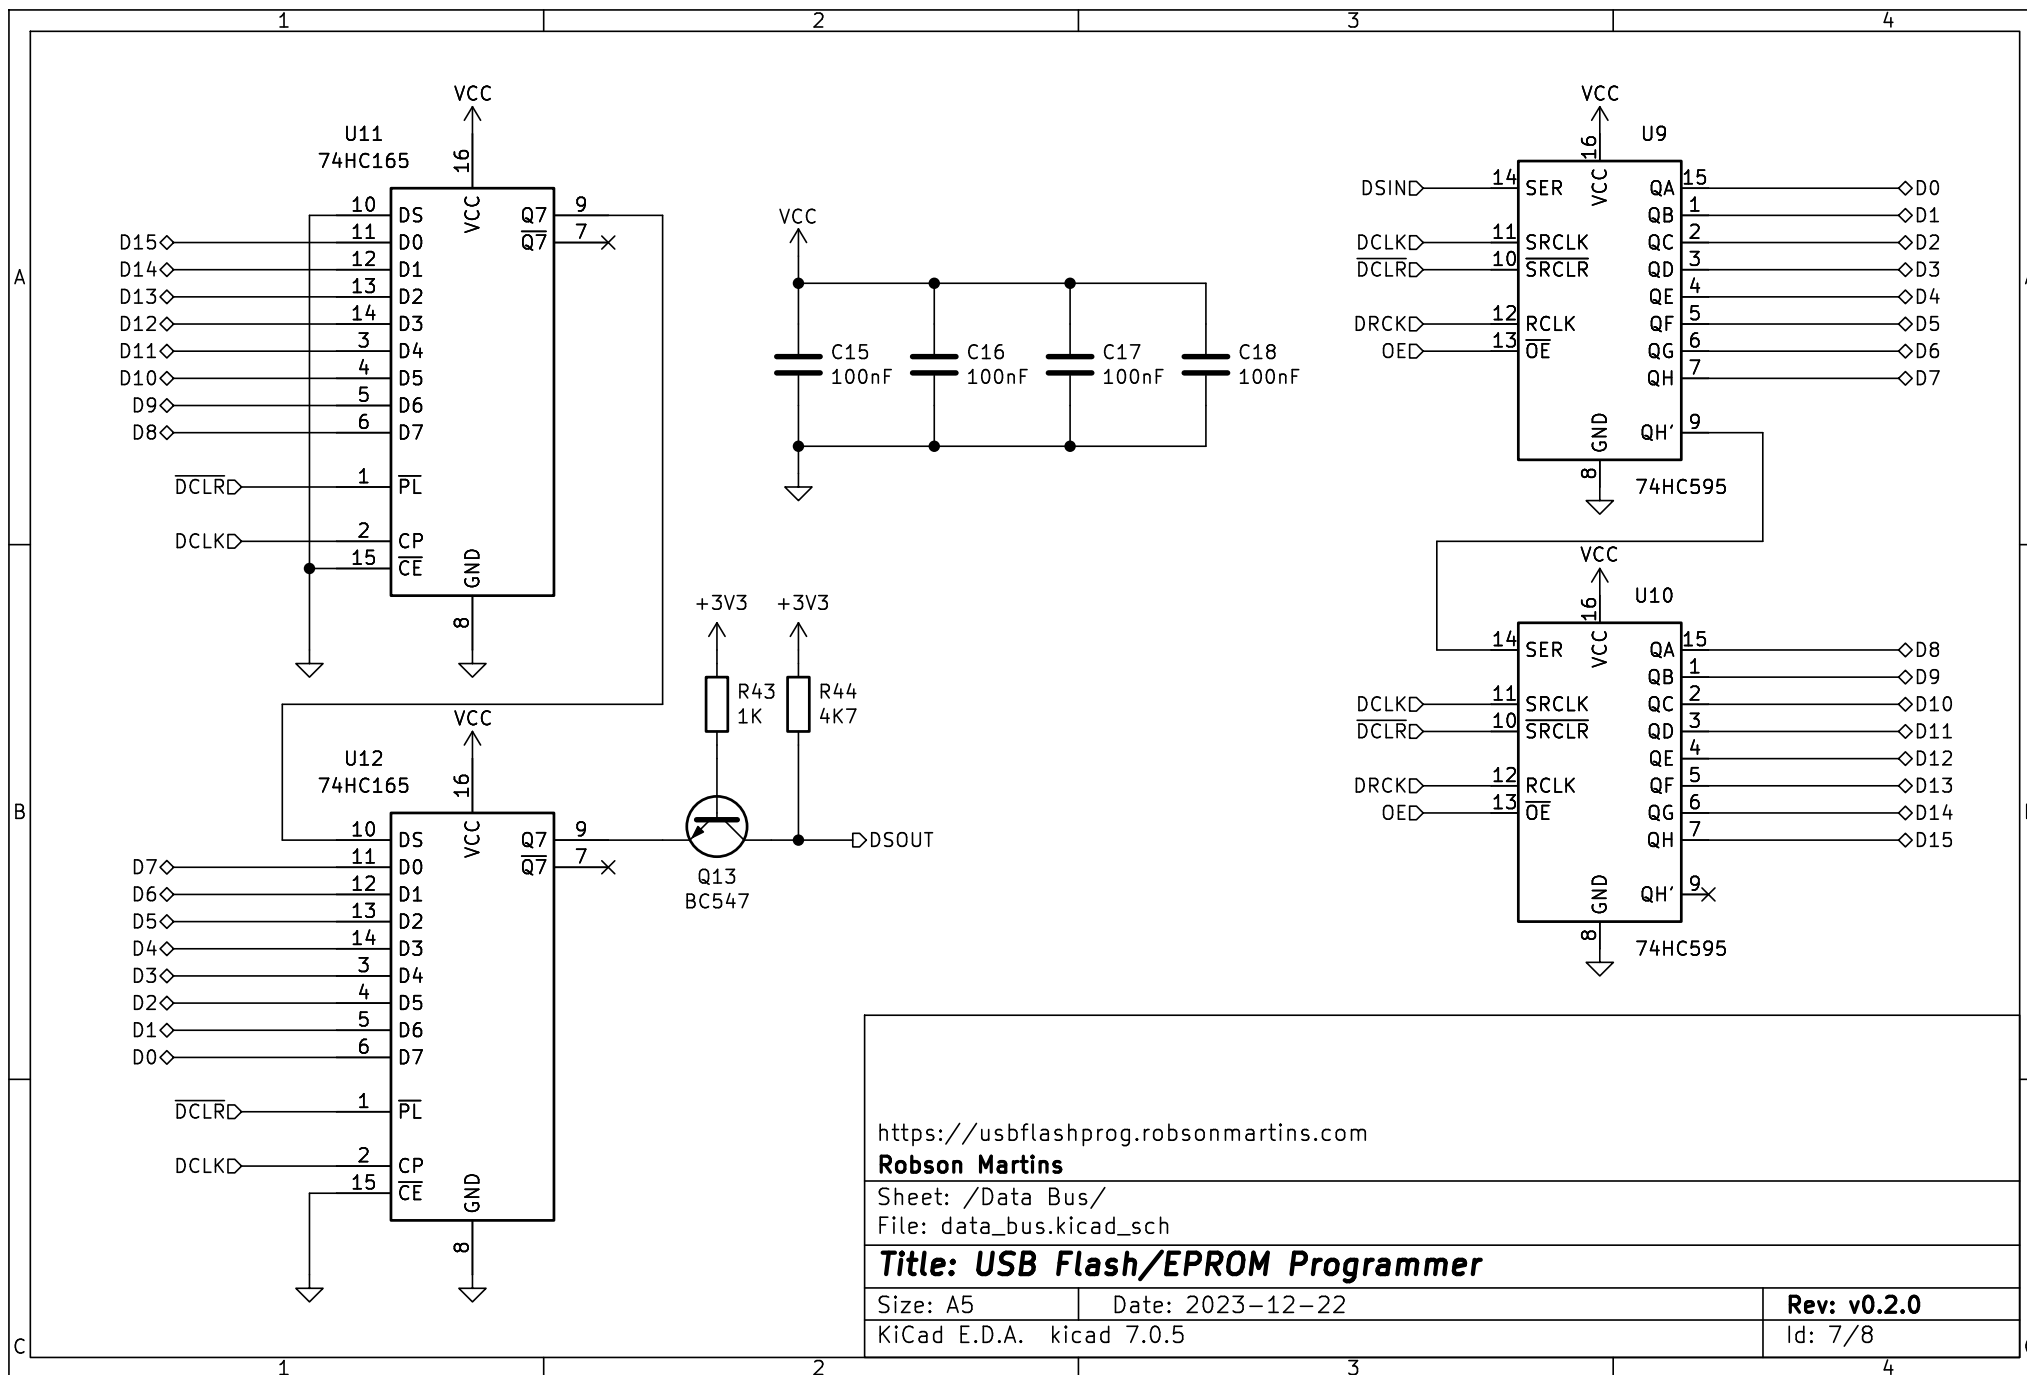 1 2 3 4
A
B
C
VCC
U11
74HC165
16
VCC
10 DS
D15 11 D0
D14 12 D1
D13 13 D2
D12 14 D3
D11 3 D4
D10 4 D5
D9 5 D6
D8 6 D7
DCLR 1 PL
DCLK 2 CP
15 CE
Q7 9
Q7 7
GND
8
VCC
U12
74HC165
16
VCC
10 DS
D7 11 D0
D6 12 D1
D5 13 D2
D4 14 D3
D3 3 D4
D2 4 D5
D1 5 D6
D0 6 D7
DCLR 1 PL
DCLK 2 CP
15 CE
Q7 9
Q7 7
GND
8
VCC
C15
100nF
C16
100nF
C17
100nF
C18
100nF
+3V3 +3V3
R43
1K
R44
4K7
DSOUT
Q13
BC547
VCC
U9
16
VCC
DSIN 14 SER
DCLK 11 SRCLK
DCLR 10 SRCLR
DRCK 12 RCLK
OE 13 OE
QA 15 D0
QB 1 D1
QC 2 D2
QD 3 D3
QE 4 D4
QF 5 D5
QG 6 D6
QH 7 D7
QH' 9
GND
8
74HC595
VCC
U10
16
VCC
14 SER
DCLK 11 SRCLK
DCLR 10 SRCLR
DRCK 12 RCLK
OE 13 OE
QA 15 D8
QB 1 D9
QC 2 D10
QD 3 D11
QE 4 D12
QF 5 D13
QG 6 D14
QH 7 D15
QH' 9
GND
8
74HC595
https://usbflashprog.robsonmartins.com
Robson Martins
Sheet: /Data Bus/
File: data_bus.kicad_sch
Title: USB Flash/EPROM Programmer
Size: A5 Date: 2023-12-22 Rev: v0.2.0
KiCad E.D.A. kicad 7.0.5 Id: 7/8
1 2 3 4